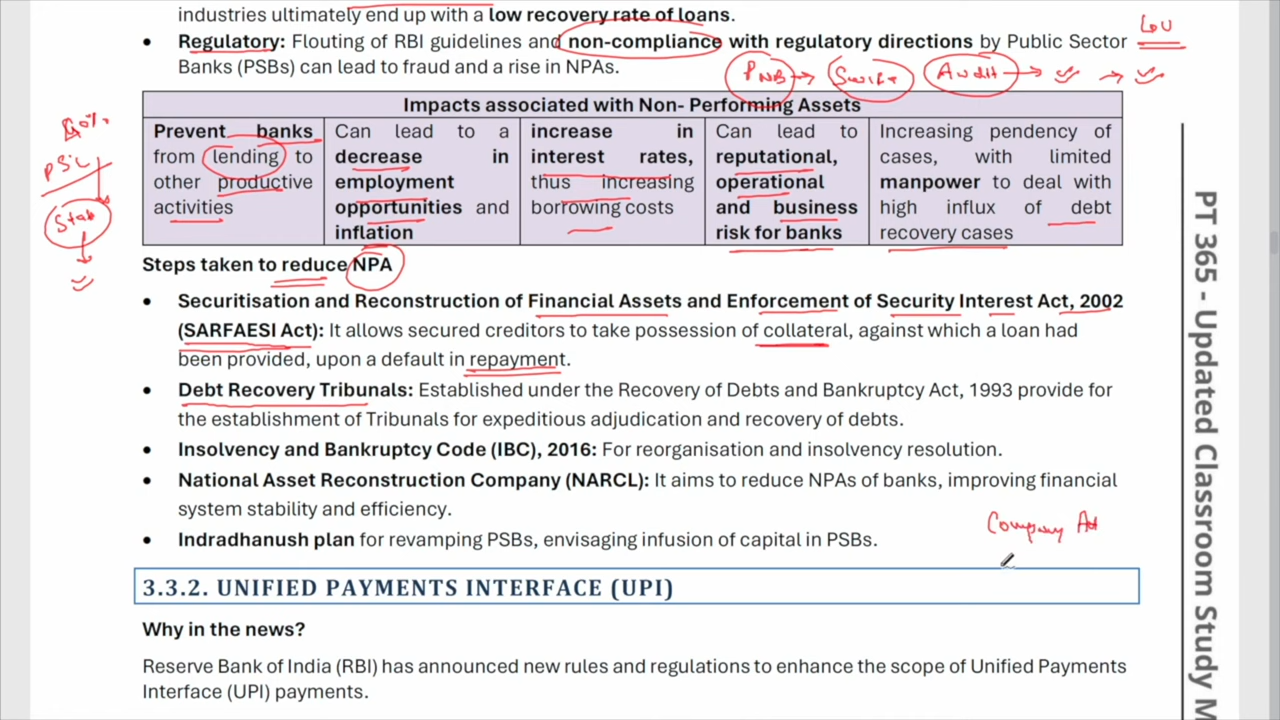 industries ultimately end up with a low recovery rate of loans.
LOU
• Regulatory: Flouting of RBI guidelines and non-compliance with regulatory directions by Public Sector
Banks (PSBs) can lead to fraud and a rise in NPAs.
PNB → SWIFT Audit →
Impacts associated with Non- Performing Assets
Prevent banks
from lending to
other productive
activities
Can lead to a
decrease in
employment
opportunities and
inflation
increase in
interest rates,
thus increasing
borrowing costs
Can lead to
reputational,
operational
and business
risk for banks
Increasing pendency of
cases, with limited
manpower to deal with
high influx of debt
recovery cases
PSL
Steps taken to reduce NPA
• Securitisation and Reconstruction of Financial Assets and Enforcement of Security Interest Act, 2002
(SARFAESI Act): It allows secured creditors to take possession of collateral, against which a loan had
been provided, upon a default in repayment.
• Debt Recovery Tribunals: Established under the Recovery of Debts and Bankruptcy Act, 1993 provide for
the establishment of Tribunals for expeditious adjudication and recovery of debts.
• Insolvency and Bankruptcy Code (IBC), 2016: For reorganisation and insolvency resolution.
• National Asset Reconstruction Company (NARCL): It aims to reduce NPAs of banks, improving financial
system stability and efficiency.
Company Act
• Indradhanush plan for revamping PSBs, envisaging infusion of capital in PSBs.
3.3.2. UNIFIED PAYMENTS INTERFACE (UPI)
Why in the news?
Reserve Bank of India (RBI) has announced new rules and regulations to enhance the scope of Unified Payments
Interface (UPI) payments.
PT 365 - Updated Classroom Study M